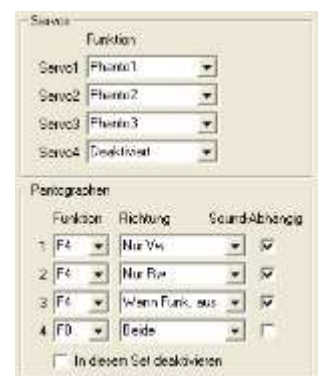 Servos
Funktion
Servo1 Phanto1
Servo2 Phanto2
Servo3 Phanto3
Servo4 Deaktiviert
Pantographen
Funktion Richtung Sound-Abhängig
1 F4 Nur Vw
2 F4 Nur Rw
3 F4 Wenn Funk. aus
4 F0 Beide
In diesem Set deaktivieren